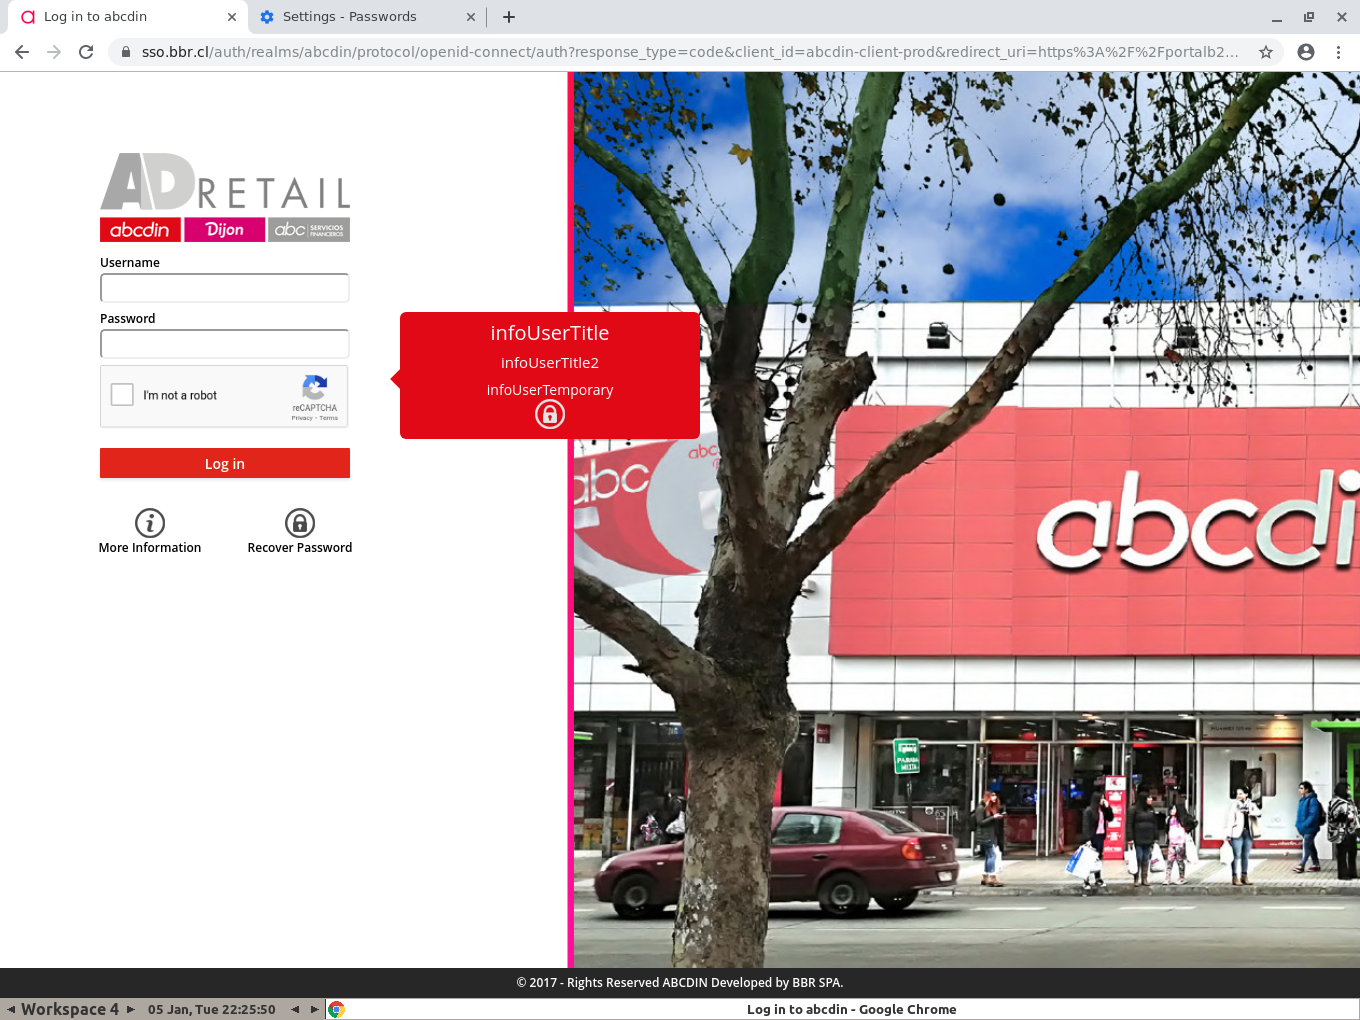 Log in to abcdin
Settings - Passwords
sso.bbr.cl/auth/realms/abcdin/protocol/openid-connect/auth?response_type=code&client_id=abcdin-client-prod&redirect_uri=https%3A%2F%2Fportalb2...
AD RETAIL
abcdin Dijon abc SERVICIOS FINANCIEROS
Username
Password
I'm not a robot
reCAPTCHA
Privacy - Terms
Log in
More Information
Recover Password
infoUserTitle
infoUserTitle2
infoUserTemporary
abc
abc
abcdi
PARADA
© 2017 - Rights Reserved ABCDIN Developed by BBR SPA.
Workspace 4
05 Jan, Tue 22:25:50
Log in to abcdin - Google Chrome